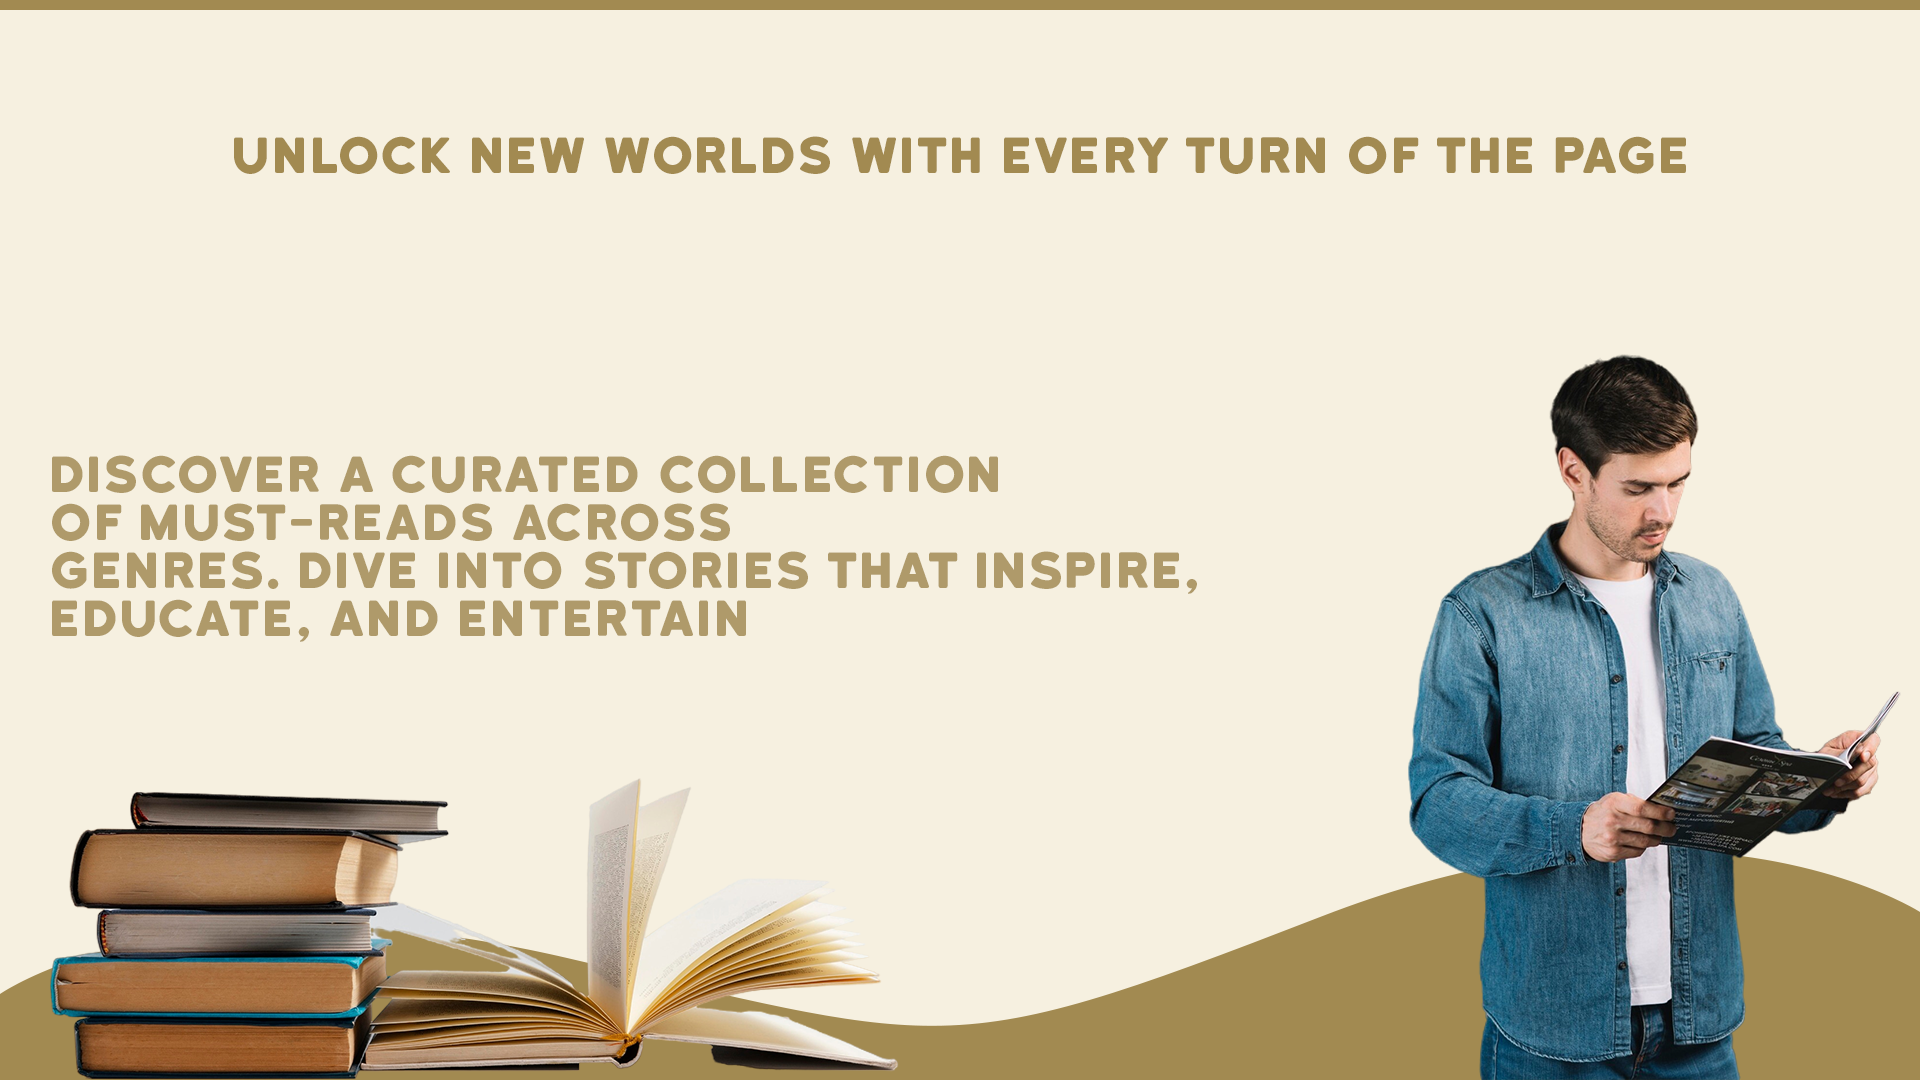 UNLOCK NEW WORLDS WITH EVERY TURN OF THE PAGE
DISCOVER A CURATED COLLECTION
OF MUST-READS ACROSS
GENRES. DIVE INTO STORIES THAT INSPIRE,
EDUCATE, AND ENTERTAIN